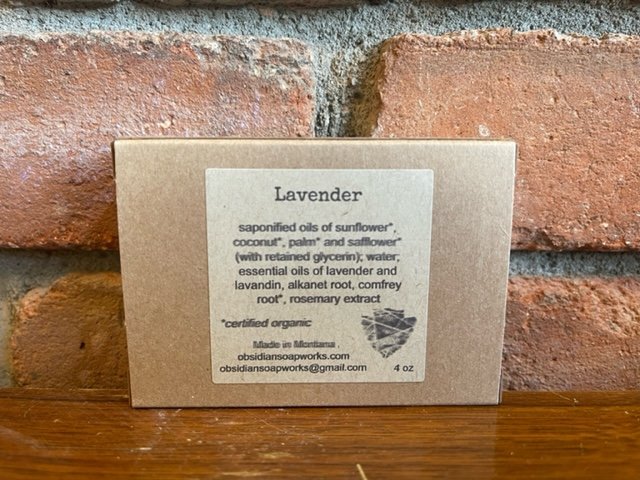 Lavender
saponified oils of sunflower*,
coconut*, palm* and safflower*
(with retained glycerin); water;
essential oils of lavender and
lavandin, alkanet root, comfrey
root*, rosemary extract
*certified organic
Made in Montana
obsidiansoapworks.com
obsidiansoapworks@gmail.com 4 oz